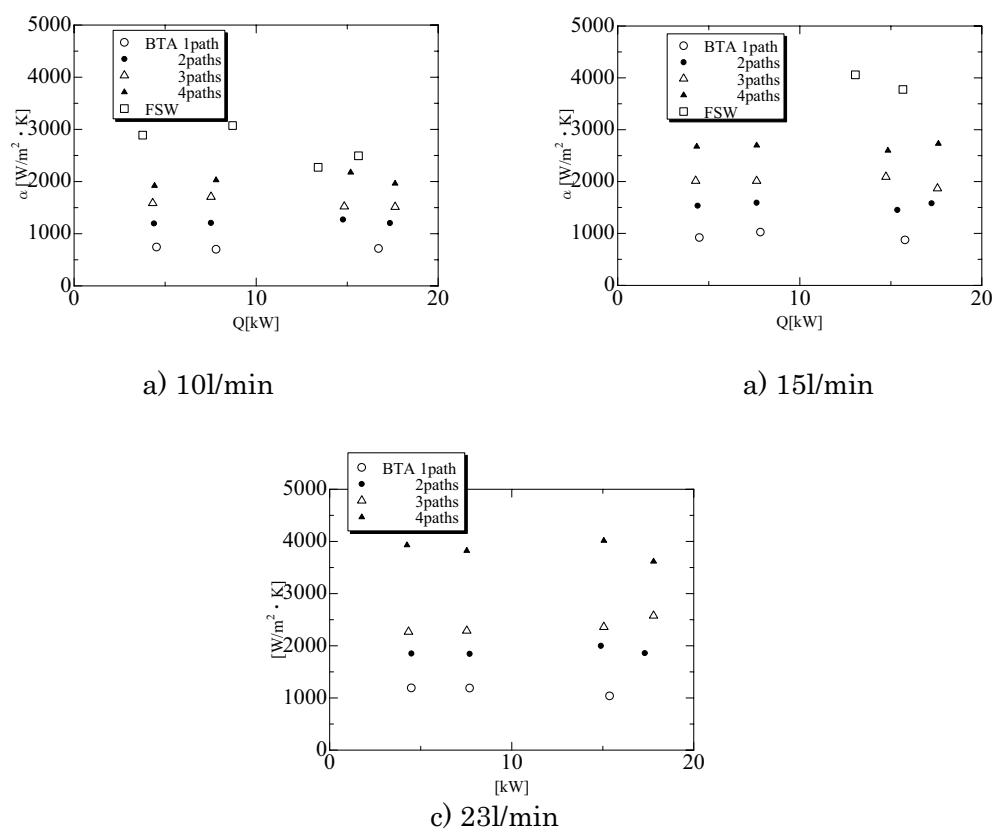 5000
4000
3000
2000
1000
0
α [W/m²・K]
BTA 1path
2paths
3paths
4paths
FSW
0 10 20
Q[kW]
a) 10l/min
5000
4000
3000
2000
1000
0
α [W/m²・K]
BTA 1path
2paths
3paths
4paths
FSW
0 10 20
Q[kW]
a) 15l/min
5000
4000
3000
2000
1000
0
[W/m²・K]
BTA 1path
2paths
3paths
4paths
0 10 20
[kW]
c) 23l/min